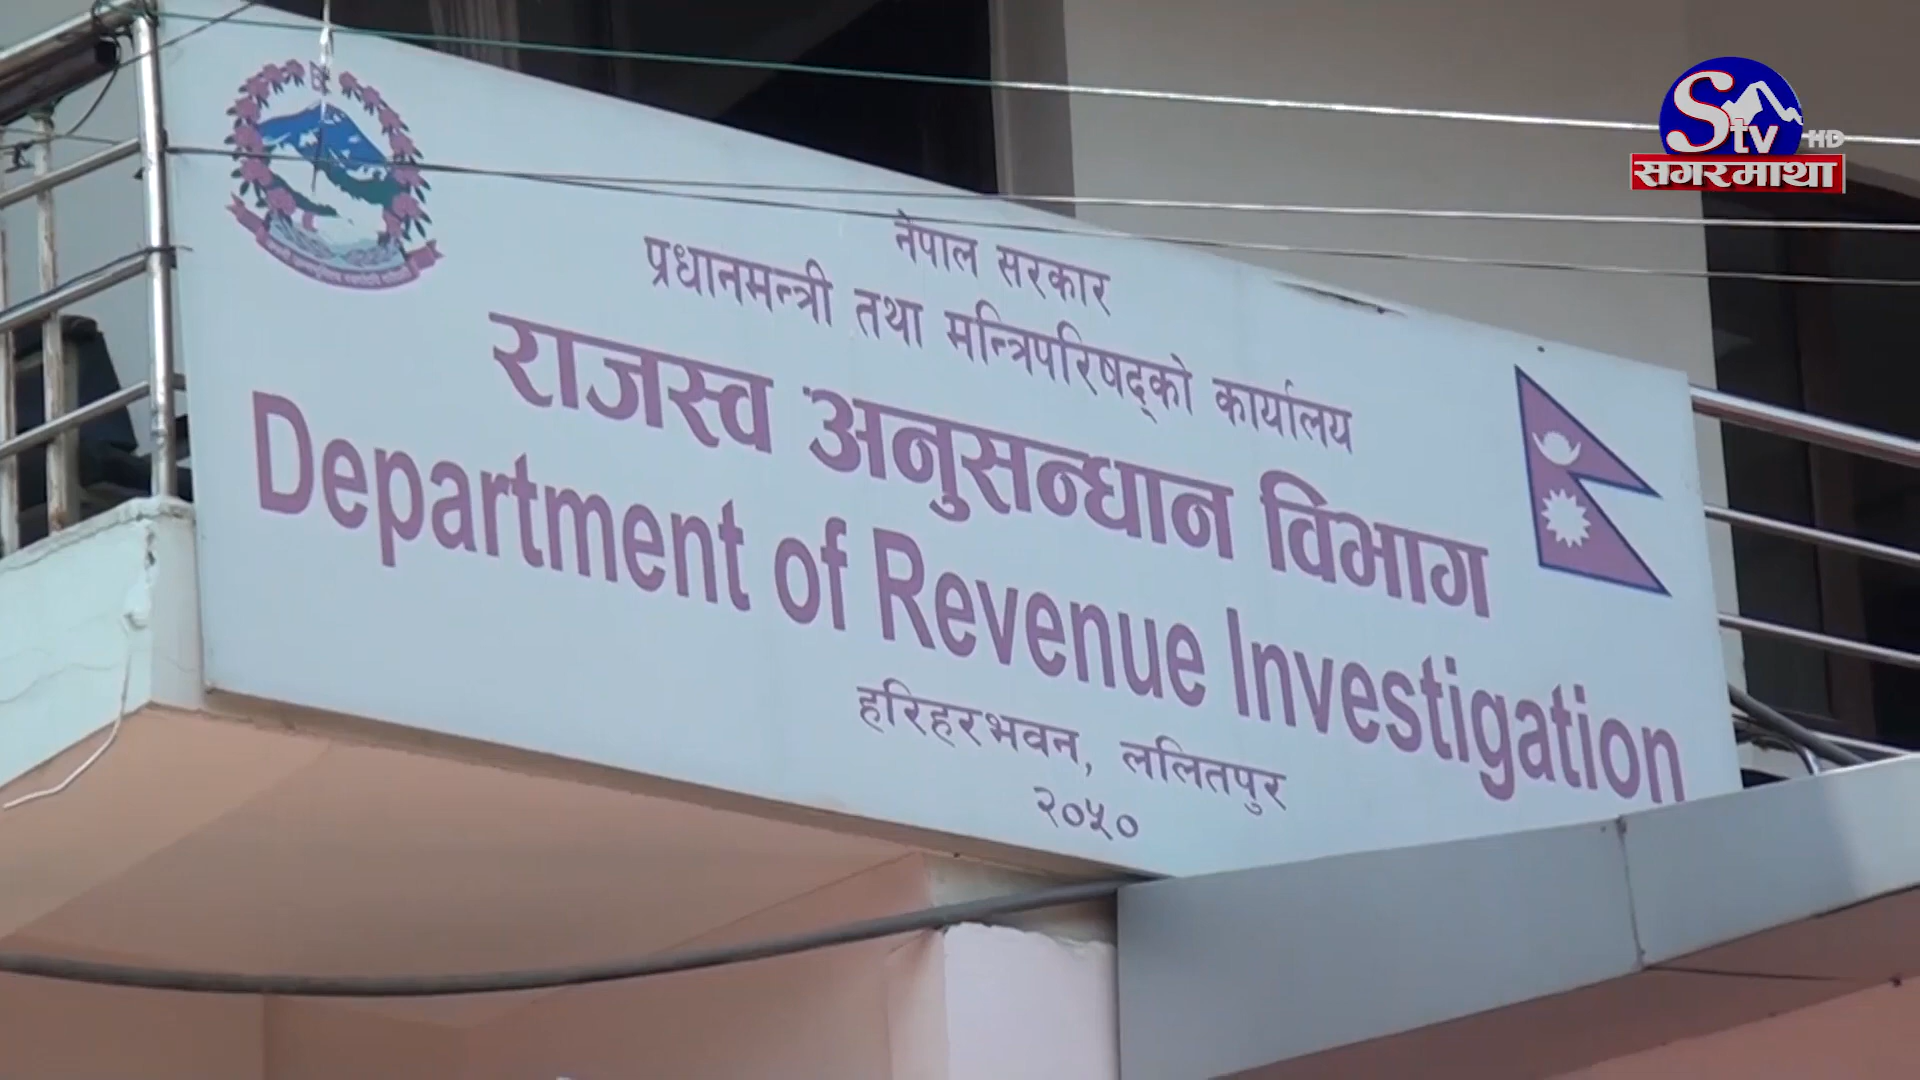 STV HD
सगरमाथा
नेपाल सरकार
प्रधानमन्त्री तथा मन्त्रिपरिषद्को कार्यालय
राजस्व अनुसन्धान विभाग
Department of Revenue Investigation
हरिहरभवन, ललितपुर
२०५०